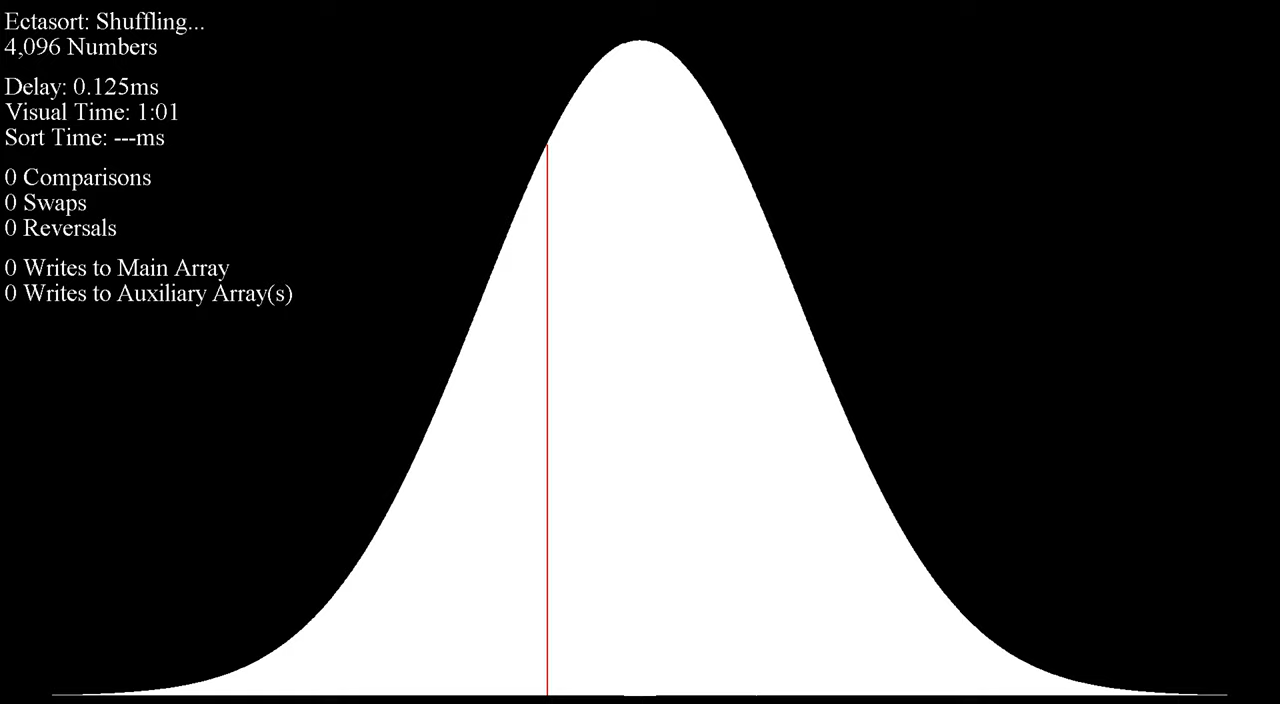 Ectasort: Shuffling...
4,096 Numbers
Delay: 0.125ms
Visual Time: 1:01
Sort Time: ---ms
0 Comparisons
0 Swaps
0 Reversals
0 Writes to Main Array
0 Writes to Auxiliary Array(s)